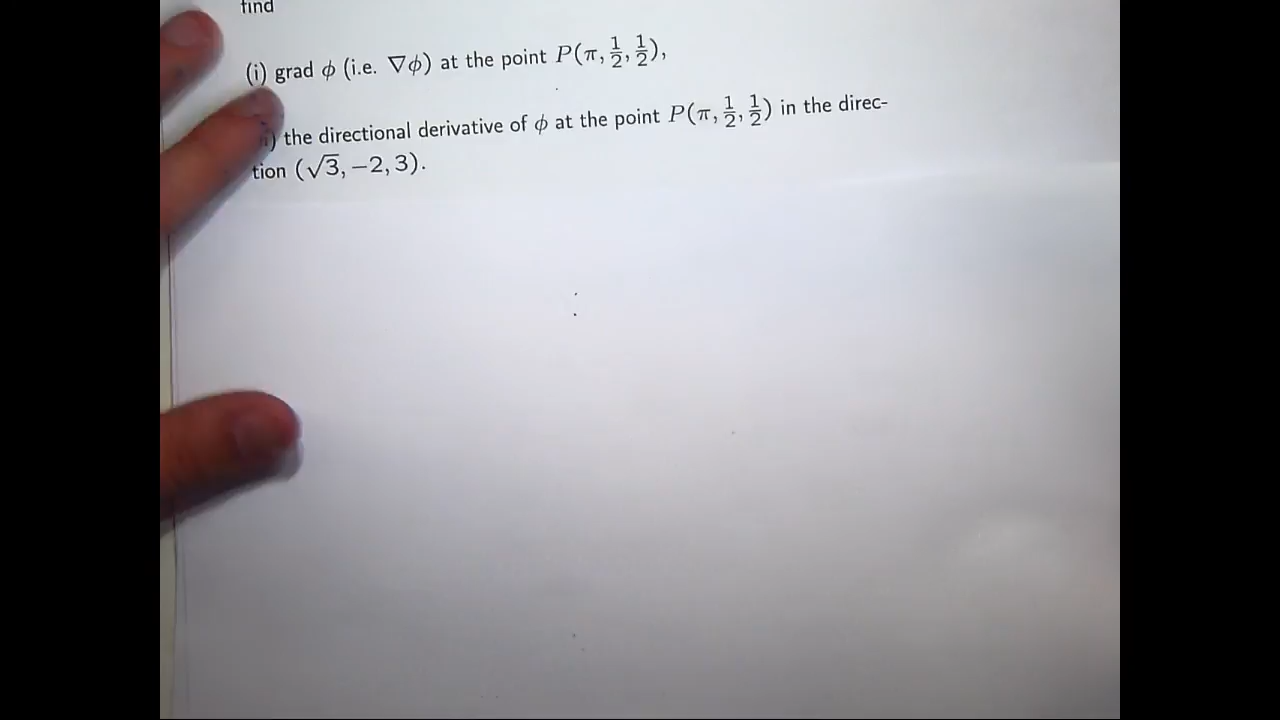 find
(i) grad ϕ (i.e. ∇ϕ) at the point P(π, 1/2, 1/2),
) the directional derivative of ϕ at the point P(π, 1/2, 1/2) in the direc-
tion (√3, −2, 3).